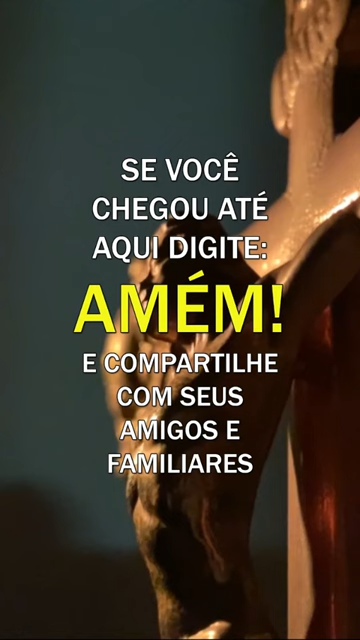 SE VOCÊ
CHEGOU ATÉ
AQUI DIGITE:
AMÉM!
E COMPARTILHE
COM SEUS
AMIGOS E
FAMILIARES